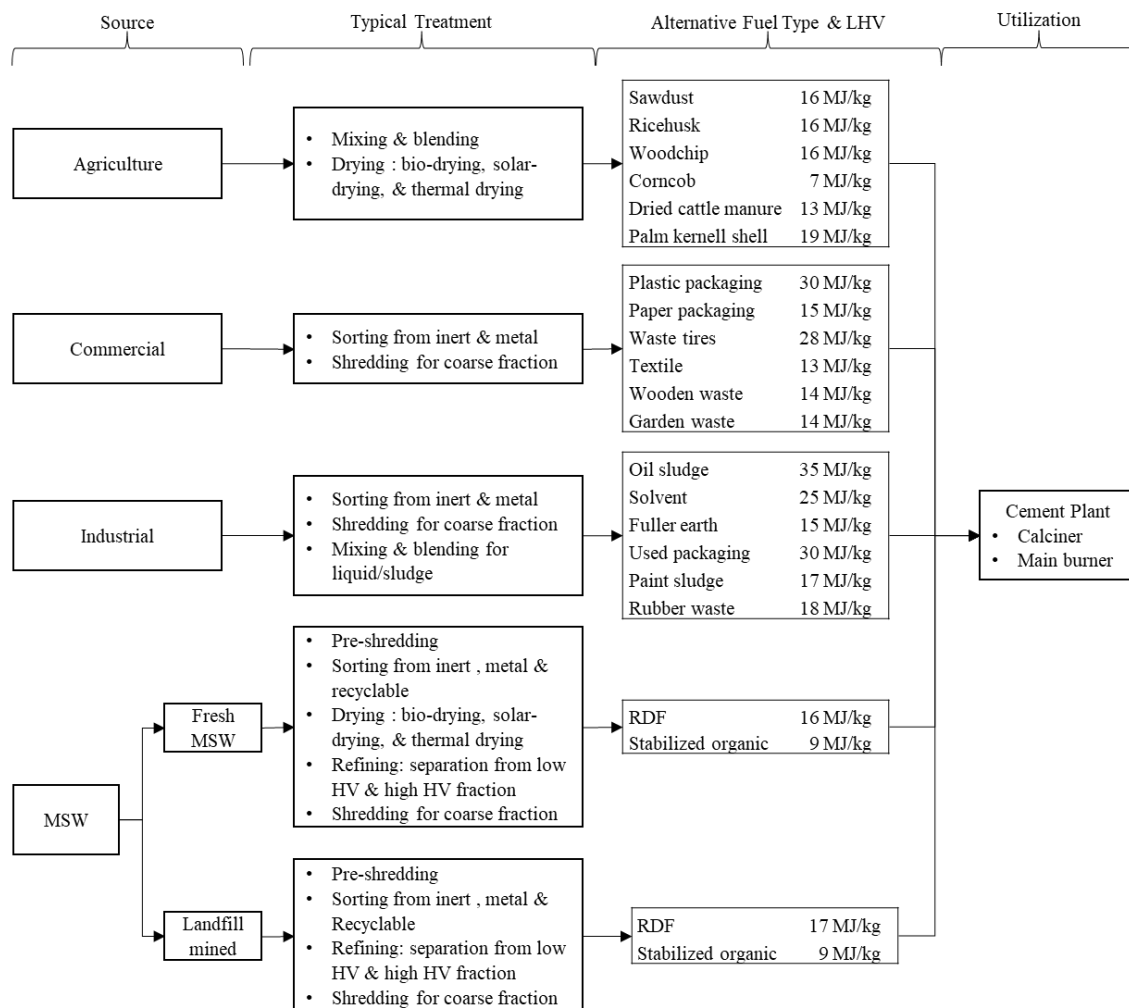 Source
Typical Treatment
Alternative Fuel Type & LHV
Utilization
Agriculture
• Mixing & blending
• Drying : bio-drying, solar-
drying, & thermal drying
Sawdust 16 MJ/kg
Ricehusk 16 MJ/kg
Woodchip 16 MJ/kg
Corncob 7 MJ/kg
Dried cattle manure 13 MJ/kg
Palm kernell shell 19 MJ/kg
Commercial
• Sorting from inert & metal
• Shredding for coarse fraction
Plastic packaging 30 MJ/kg
Paper packaging 15 MJ/kg
Waste tires 28 MJ/kg
Textile 13 MJ/kg
Wooden waste 14 MJ/kg
Garden waste 14 MJ/kg
Industrial
• Sorting from inert & metal
• Shredding for coarse fraction
• Mixing & blending for
liquid/sludge
Oil sludge 35 MJ/kg
Solvent 25 MJ/kg
Fuller earth 15 MJ/kg
Used packaging 30 MJ/kg
Paint sludge 17 MJ/kg
Rubber waste 18 MJ/kg
Cement Plant
• Calciner
• Main burner
MSW
Fresh
MSW
• Pre-shredding
• Sorting from inert , metal &
recyclable
• Drying : bio-drying, solar-
drying, & thermal drying
• Refining: separation from low
HV & high HV fraction
• Shredding for coarse fraction
RDF 16 MJ/kg
Stabilized organic 9 MJ/kg
Landfill
mined
• Pre-shredding
• Sorting from inert , metal &
Recyclable
• Refining: separation from low
HV & high HV fraction
• Shredding for coarse fraction
RDF 17 MJ/kg
Stabilized organic 9 MJ/kg